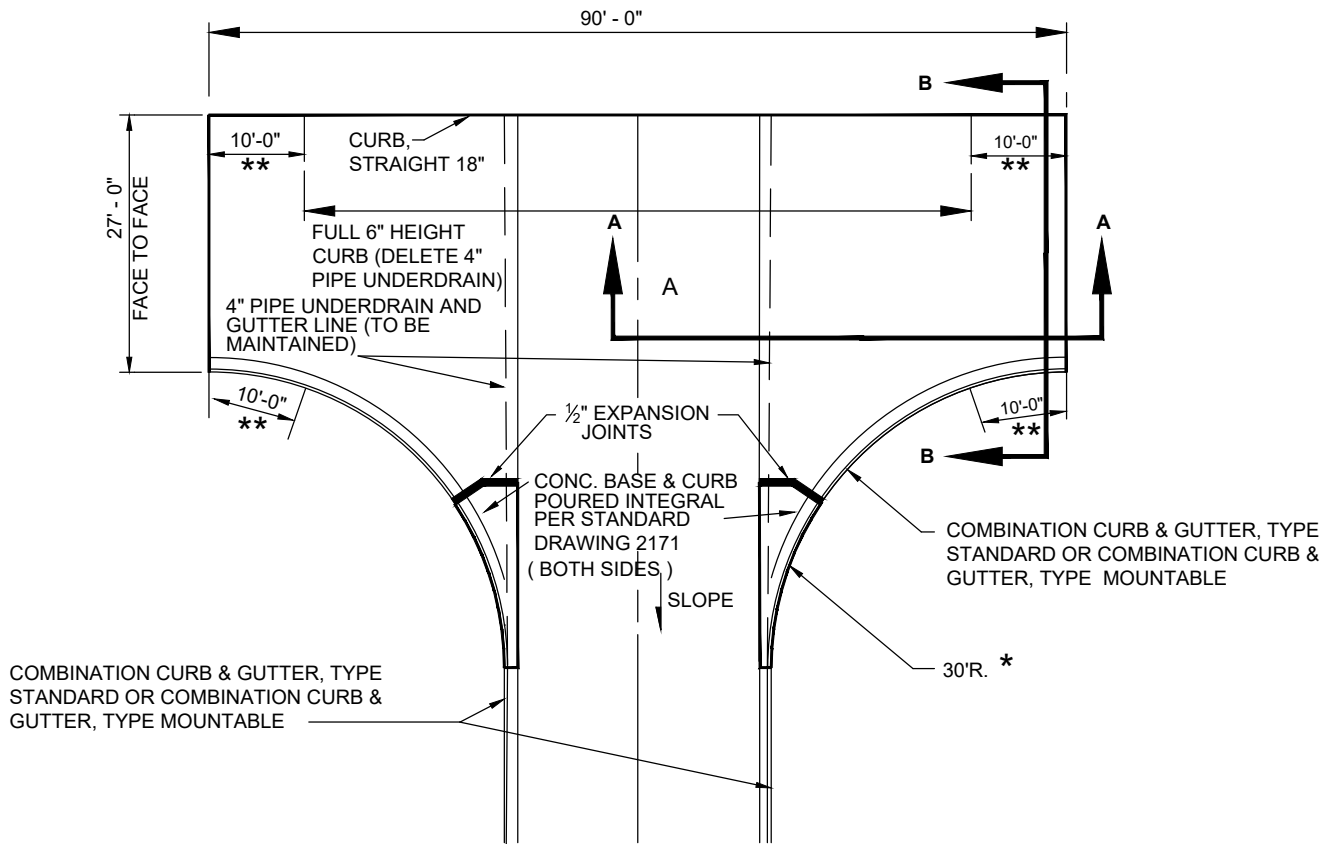 90' - 0"
B
10'-0"
**
CURB,
STRAIGHT 18"
10'-0"
**
27' - 0"
FACE TO FACE
FULL 6" HEIGHT
CURB (DELETE 4"
PIPE UNDERDRAIN)
A
A
A
4" PIPE UNDERDRAIN AND
GUTTER LINE (TO BE
MAINTAINED)
10'-0"
**
½" EXPANSION
JOINTS
10'-0"
**
B
CONC. BASE & CURB
POURED INTEGRAL
PER STANDARD
DRAWING 2171
( BOTH SIDES )
COMBINATION CURB & GUTTER, TYPE
STANDARD OR COMBINATION CURB &
GUTTER, TYPE MOUNTABLE
SLOPE
30'R. *
COMBINATION CURB & GUTTER, TYPE
STANDARD OR COMBINATION CURB &
GUTTER, TYPE MOUNTABLE